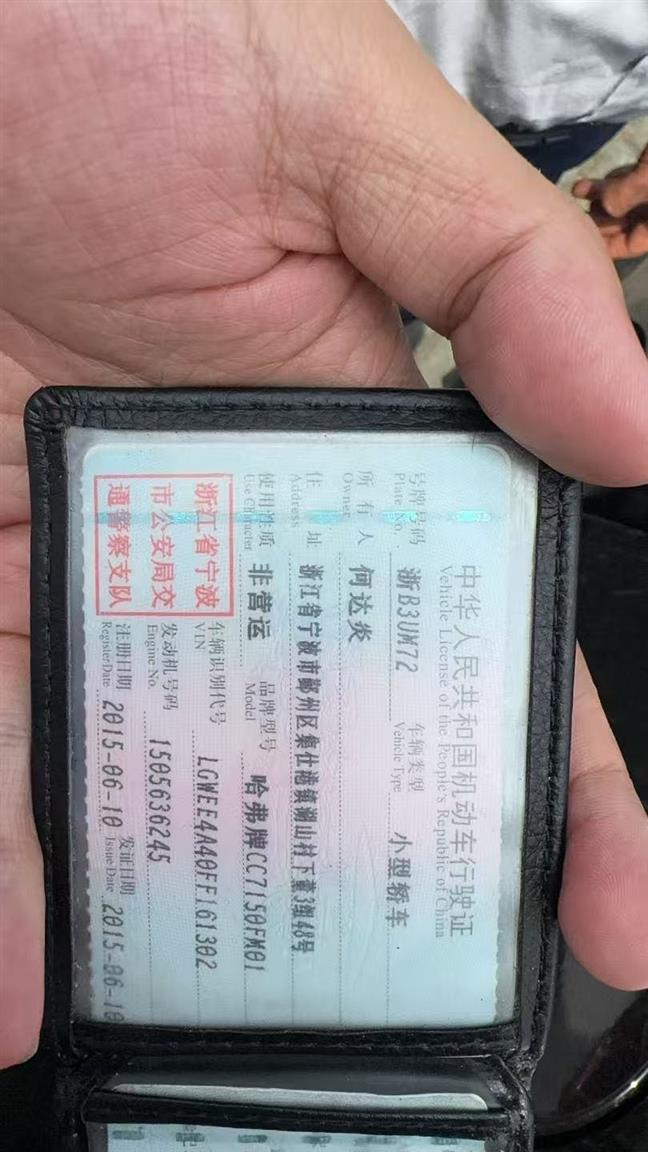 中华人民共和国机动车行驶证
Vehicle License of the People's Republic of China
号牌号码 浙B3UM72 车辆类型 小型轿车
Plate No. Vehicle Type
所有人 何达炎
Owner
住址 浙江省宁波市鄞州区集仕港镇湖山村下董3组48号
Address
使用性质 非营运 品牌型号 哈弗牌CC7150FM01
Use Character Model
浙江省宁波
市公安局交
通警察支队
车辆识别代号 LGWEE4A40FF161302
VIN
发动机号码 1505636245
Engine No.
注册日期 2015-06-10 发证日期 2015-06-10
Register Date Issue Date